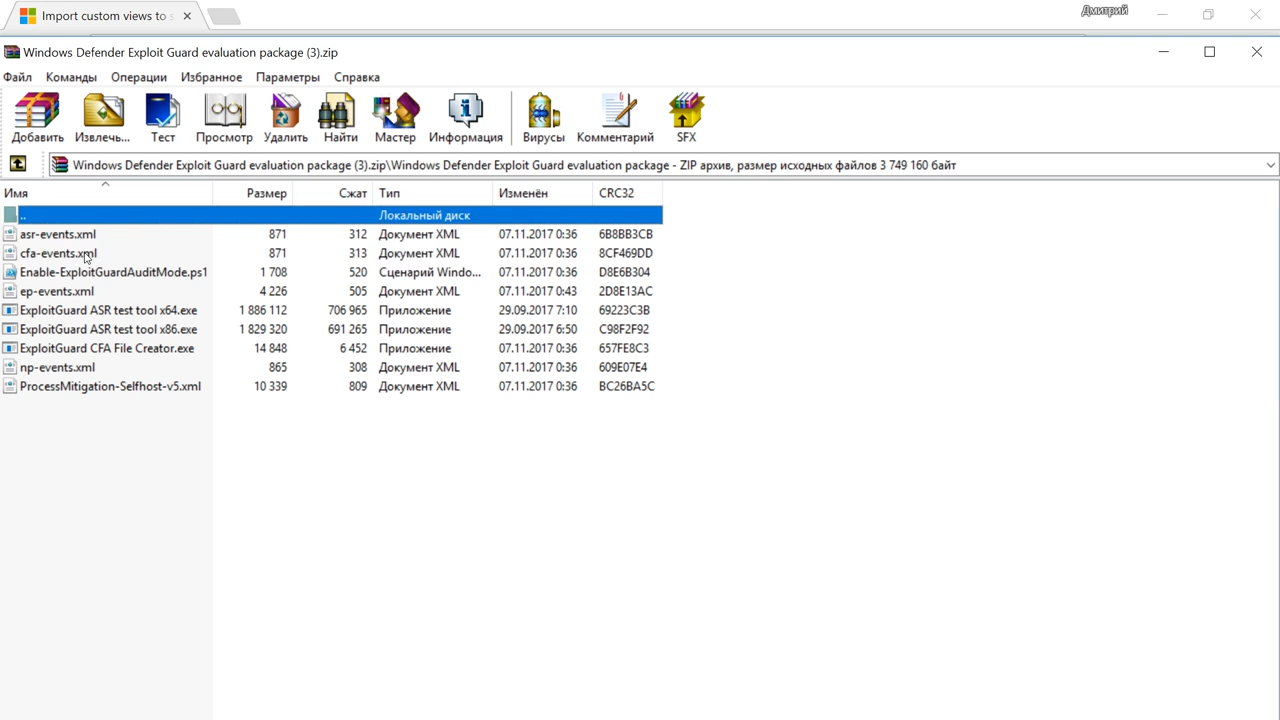 Import custom views to s
Дмитрий
Windows Defender Exploit Guard evaluation package (3).zip
Файл Команды Операции Избранное Параметры Справка
Добавить Извлечь... Тест Просмотр Удалить Найти Мастер Информация Вирусы Комментарий SFX
Windows Defender Exploit Guard evaluation package (3).zip\Windows Defender Exploit Guard evaluation package - ZIP архив, размер исходных файлов 3 749 160 байт
Имя Размер Сжат Тип Изменён CRC32
.. Локальный диск
asr-events.xml 871 312 Документ XML 07.11.2017 0:36 6B8BB3CB
cfa-events.xml 871 313 Документ XML 07.11.2017 0:36 8CF469DD
Enable-ExploitGuardAuditMode.ps1 1 708 520 Сценарий Windo... 07.11.2017 0:36 D8E6B304
ep-events.xml 4 226 505 Документ XML 07.11.2017 0:43 2D8E13AC
ExploitGuard ASR test tool x64.exe 1 886 112 706 965 Приложение 29.09.2017 7:10 69223C3B
ExploitGuard ASR test tool x86.exe 1 829 320 691 265 Приложение 29.09.2017 6:50 C98F2F92
ExploitGuard CFA File Creator.exe 14 848 6 452 Приложение 07.11.2017 0:36 657FE8C3
np-events.xml 865 308 Документ XML 07.11.2017 0:36 609E07E4
ProcessMitigation-Selfhost-v5.xml 10 339 809 Документ XML 07.11.2017 0:36 BC26BA5C